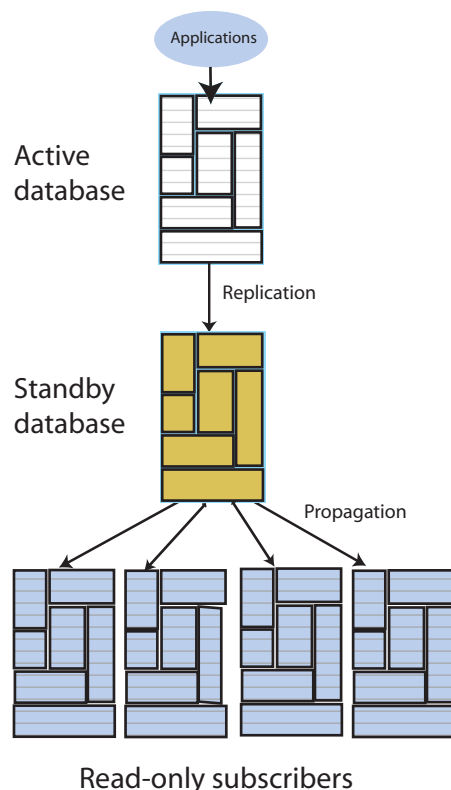 Applications
Active
database
Replication
Standby
database
Propagation
Read-only subscribers